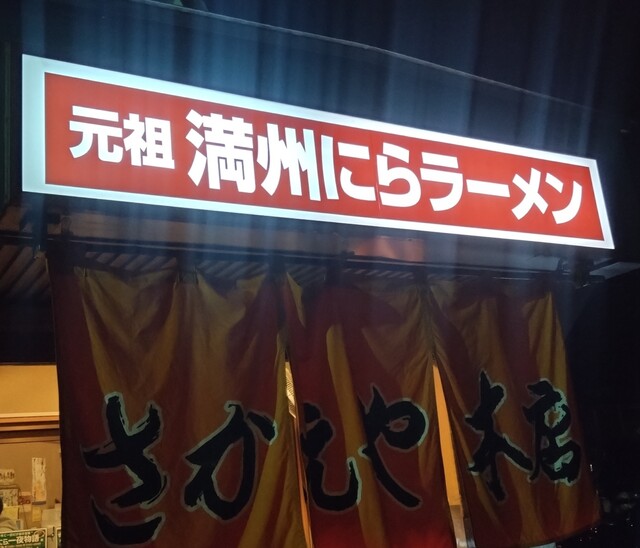 元祖 満州にらラーメン
さかえや本店